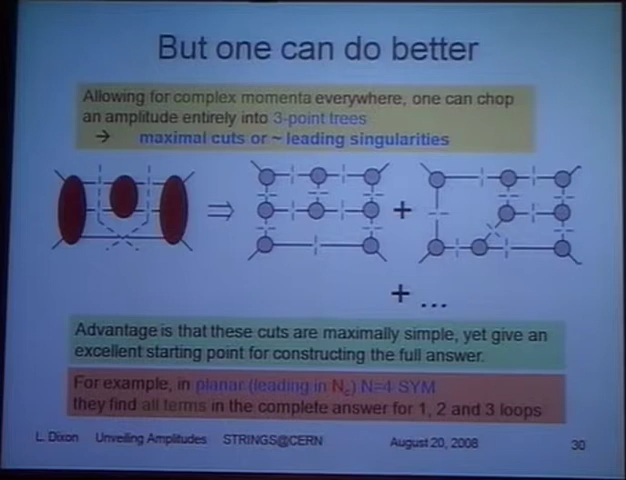 But one can do better
Allowing for complex momenta everywhere, one can chop
an amplitude entirely into 3-point trees
→ maximal cuts or ~ leading singularities
⇒ +
+ ...
Advantage is that these cuts are maximally simple, yet give an
excellent starting point for constructing the full answer.
For example, in planar (leading in Nc) N=4 SYM
they find all terms in the complete answer for 1, 2 and 3 loops
L. Dixon Unveiling Amplitudes STRINGS@CERN August 20, 2008 30